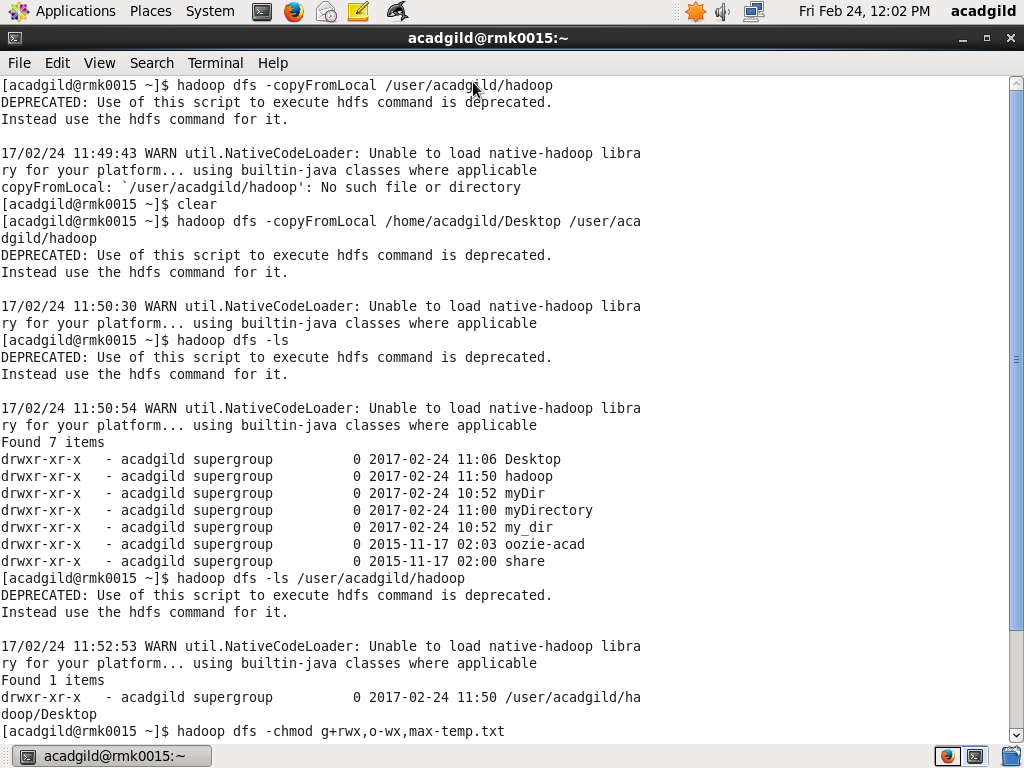 Applications Places System Fri Feb 24, 12:02 PM acadgild
acadgild@rmk0015:~
File Edit View Search Terminal Help
[acadgild@rmk0015 ~]$ hadoop dfs -copyFromLocal /user/acadgild/hadoop
DEPRECATED: Use of this script to execute hdfs command is deprecated.
Instead use the hdfs command for it.
17/02/24 11:49:43 WARN util.NativeCodeLoader: Unable to load native-hadoop libra
ry for your platform... using builtin-java classes where applicable
copyFromLocal: `/user/acadgild/hadoop': No such file or directory
[acadgild@rmk0015 ~]$ clear
[acadgild@rmk0015 ~]$ hadoop dfs -copyFromLocal /home/acadgild/Desktop /user/aca
dgild/hadoop
DEPRECATED: Use of this script to execute hdfs command is deprecated.
Instead use the hdfs command for it.
17/02/24 11:50:30 WARN util.NativeCodeLoader: Unable to load native-hadoop libra
ry for your platform... using builtin-java classes where applicable
[acadgild@rmk0015 ~]$ hadoop dfs -ls
DEPRECATED: Use of this script to execute hdfs command is deprecated.
Instead use the hdfs command for it.
17/02/24 11:50:54 WARN util.NativeCodeLoader: Unable to load native-hadoop libra
ry for your platform... using builtin-java classes where applicable
Found 7 items
drwxr-xr-x   - acadgild supergroup          0 2017-02-24 11:06 Desktop
drwxr-xr-x   - acadgild supergroup          0 2017-02-24 11:50 hadoop
drwxr-xr-x   - acadgild supergroup          0 2017-02-24 10:52 myDir
drwxr-xr-x   - acadgild supergroup          0 2017-02-24 11:00 myDirectory
drwxr-xr-x   - acadgild supergroup          0 2017-02-24 10:52 my_dir
drwxr-xr-x   - acadgild supergroup          0 2015-11-17 02:03 oozie-acad
drwxr-xr-x   - acadgild supergroup          0 2015-11-17 02:00 share
[acadgild@rmk0015 ~]$ hadoop dfs -ls /user/acadgild/hadoop
DEPRECATED: Use of this script to execute hdfs command is deprecated.
Instead use the hdfs command for it.
17/02/24 11:52:53 WARN util.NativeCodeLoader: Unable to load native-hadoop libra
ry for your platform... using builtin-java classes where applicable
Found 1 items
drwxr-xr-x   - acadgild supergroup          0 2017-02-24 11:50 /user/acadgild/ha
doop/Desktop
[acadgild@rmk0015 ~]$ hadoop dfs -chmod g+rwx,o-wx,max-temp.txt
acadgild@rmk0015:~